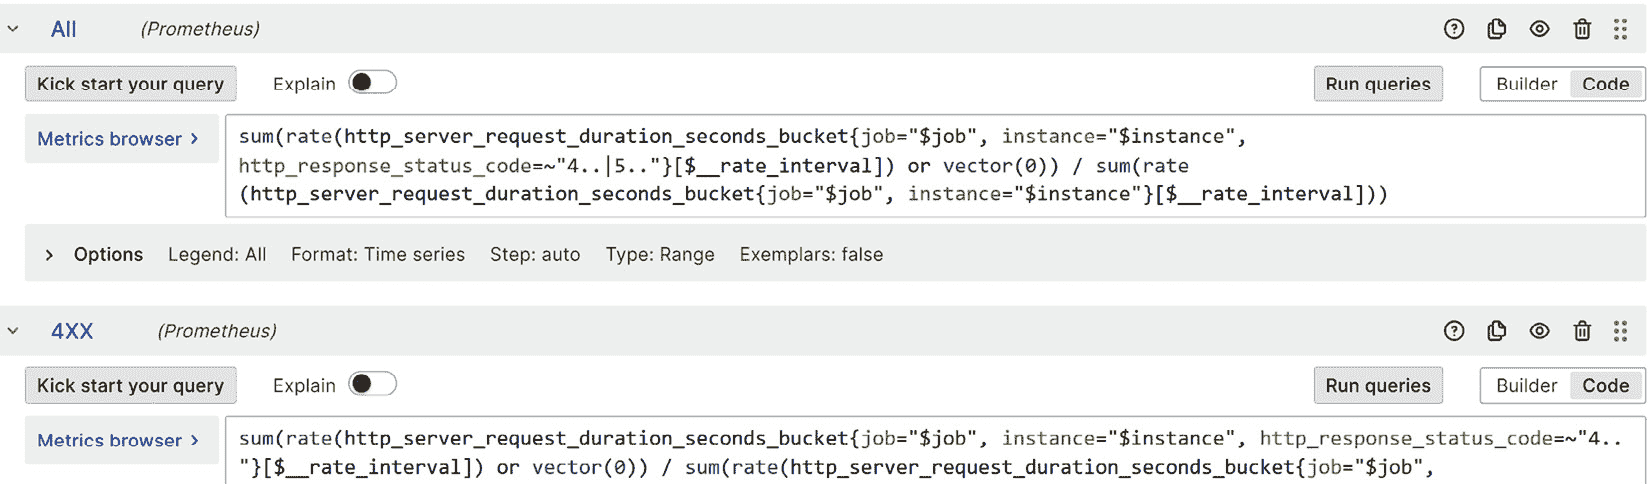 All (Prometheus)
Kick start your query Explain Run queries Builder Code
Metrics browser > sum(rate(http_server_request_duration_seconds_bucket{job="$job", instance="$instance",
http_response_status_code=~"4..|5.."}[$__rate_interval]) or vector(0)) / sum(rate
(http_server_request_duration_seconds_bucket{job="$job", instance="$instance"}[$__rate_interval]))
> Options Legend: All Format: Time series Step: auto Type: Range Exemplars: false
4XX (Prometheus)
Kick start your query Explain Run queries Builder Code
Metrics browser > sum(rate(http_server_request_duration_seconds_bucket{job="$job", instance="$instance", http_response_status_code=~"4..
"}[$__rate_interval]) or vector(0)) / sum(rate(http_server_request_duration_seconds_bucket{job="$job",